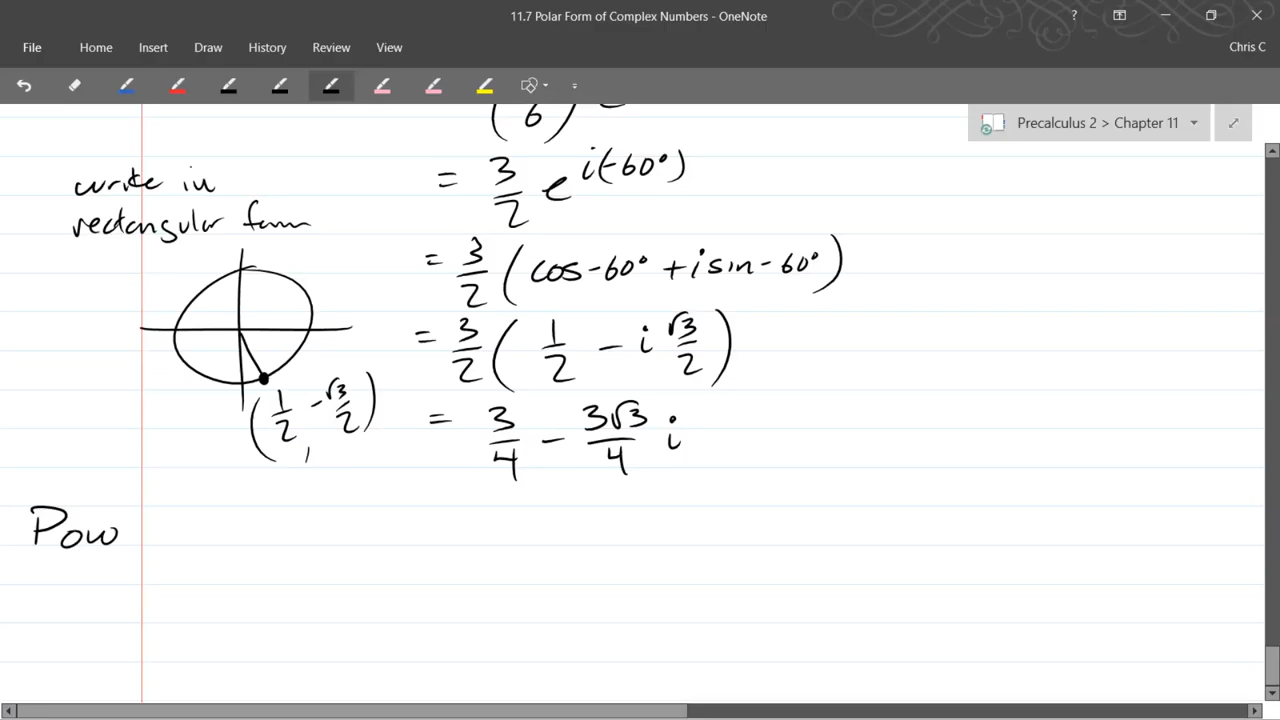 11.7 Polar Form of Complex Numbers - OneNote
?
File Home Insert Draw History Review View
Chris C
Precalculus 2 > Chapter 11
( 6 )
write in
rectangular form
= 3/2 e^{i(-60°)}
= 3/2 (cos -60° + i sin -60°)
= 3/2 (1/2 - i √3/2)
(1/2, -√3/2)
= 3/4 - 3√3/4 i
Pow